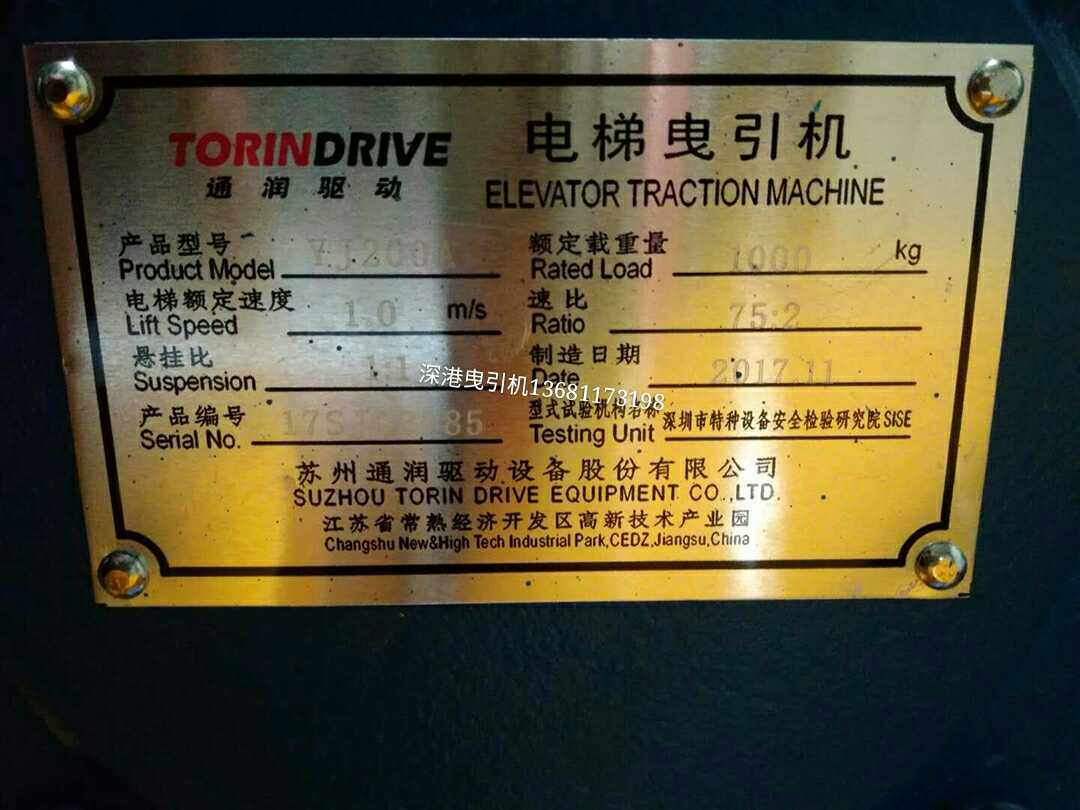 TORINDRIVE
通润驱动
电梯曳引机
ELEVATOR TRACTION MACHINE
产品型号
Product Model
额定载重量
Rated Load 1000 kg
电梯额定速度
Lift Speed 1.0 m/s
速比
Ratio 75:2
悬挂比
Suspension 1:1
制造日期
Date 2017.11
深港曳引机13681173198
产品编号
Serial No.
型式试验机构名称
Testing Unit 深圳市特种设备安全检验研究院SISE
苏州通润驱动设备股份有限公司
SUZHOU TORIN DRIVE EQUIPMENT CO.,LTD.
江苏省常熟经济开发区高新技术产业园
Changshu New&High Tech Industrial Park,CEDZ,Jiangsu,China